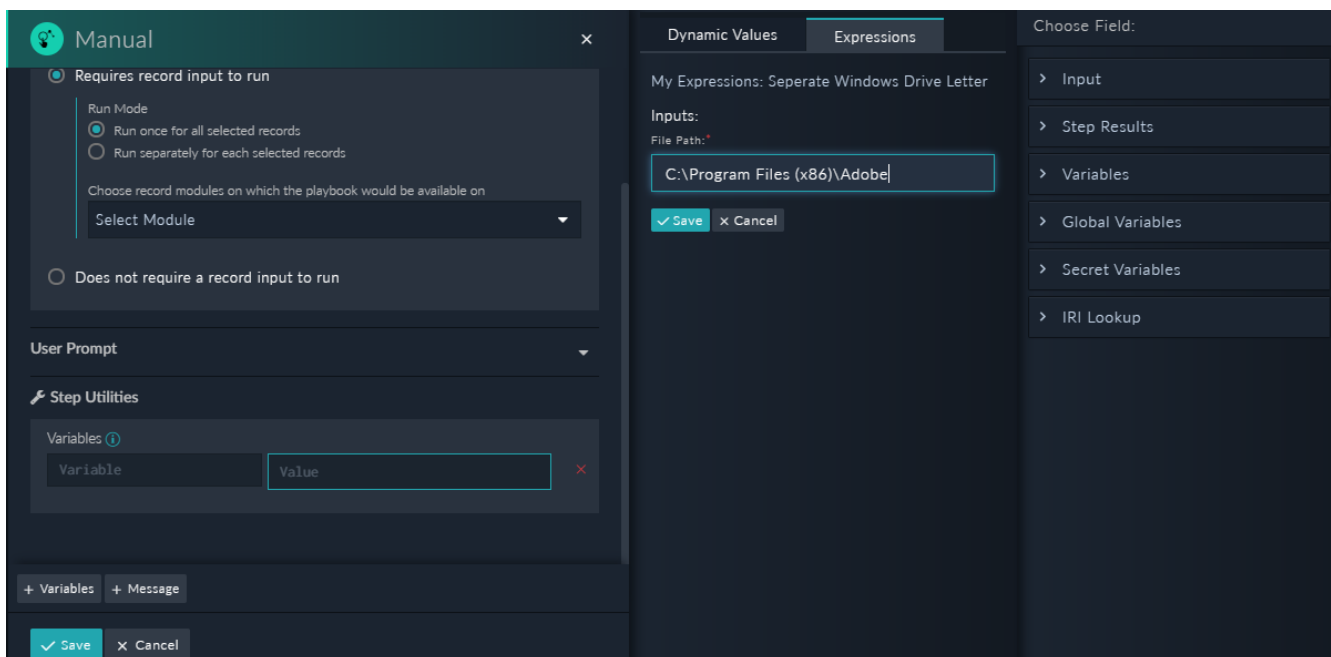 Manual
×
Requires record input to run
Run Mode
Run once for all selected records
Run separately for each selected records
Choose record modules on which the playbook would be available on
Select Module
Does not require a record input to run
User Prompt
Step Utilities
Variables
Variable
Value
×
+ Variables
+ Message
Save
× Cancel
Dynamic Values
Expressions
My Expressions: Seperate Windows Drive Letter
Inputs:
File Path:*
C:\Program Files (x86)\Adobe
Save
× Cancel
Choose Field:
> Input
> Step Results
> Variables
> Global Variables
> Secret Variables
> IRI Lookup